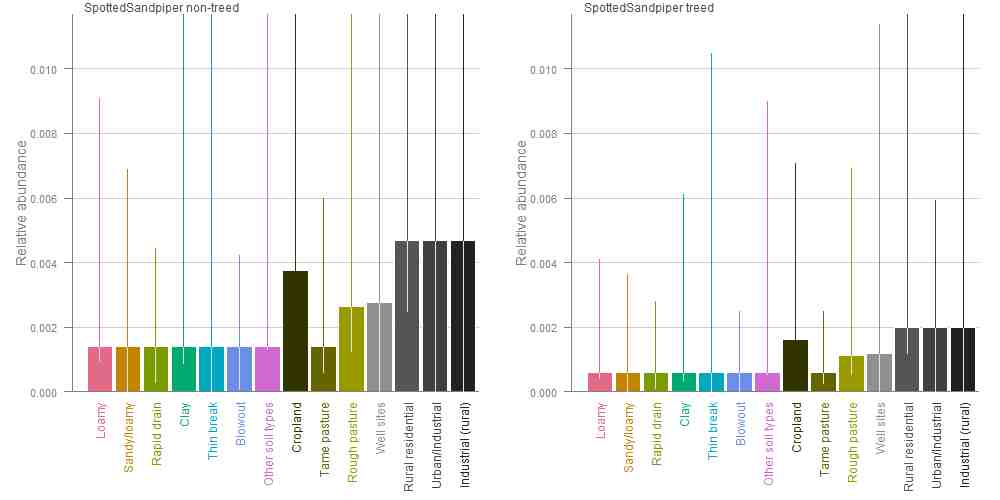 SpottedSandpiper non-treed
Relative abundance
0.010
0.008
0.006
0.004
0.002
0.000
Loamy
Sandy/loamy
Rapid drain
Clay
Thin break
Blowout
Other soil types
Cropland
Tame pasture
Rough pasture
Well sites
Rural residential
Urban/Industrial
Industrial (rural)
SpottedSandpiper treed
Relative abundance
0.010
0.008
0.006
0.004
0.002
0.000
Loamy
Sandy/loamy
Rapid drain
Clay
Thin break
Blowout
Other soil types
Cropland
Tame pasture
Rough pasture
Well sites
Rural residential
Urban/Industrial
Industrial (rural)